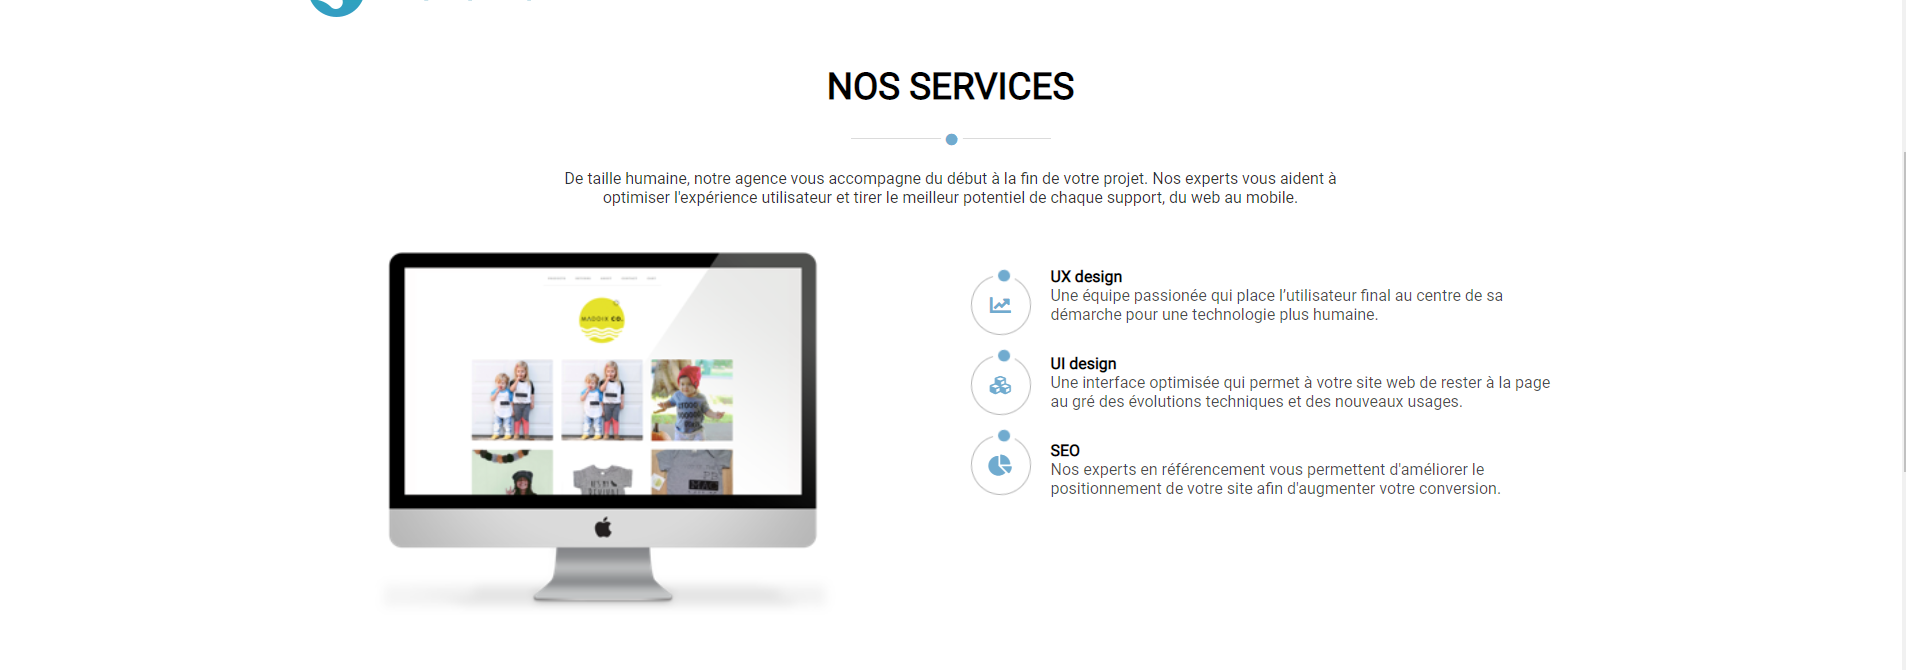 NOS SERVICES
De taille humaine, notre agence vous accompagne du début à la fin de votre projet. Nos experts vous aident à
optimiser l'expérience utilisateur et tirer le meilleur potentiel de chaque support, du web au mobile.
MADDIX CO.
UX design
Une équipe passionée qui place l’utilisateur final au centre de sa
démarche pour une technologie plus humaine.
UI design
Une interface optimisée qui permet à votre site web de rester à la page
au gré des évolutions techniques et des nouveaux usages.
SEO
Nos experts en référencement vous permettent d'améliorer le
positionnement de votre site afin d'augmenter votre conversion.